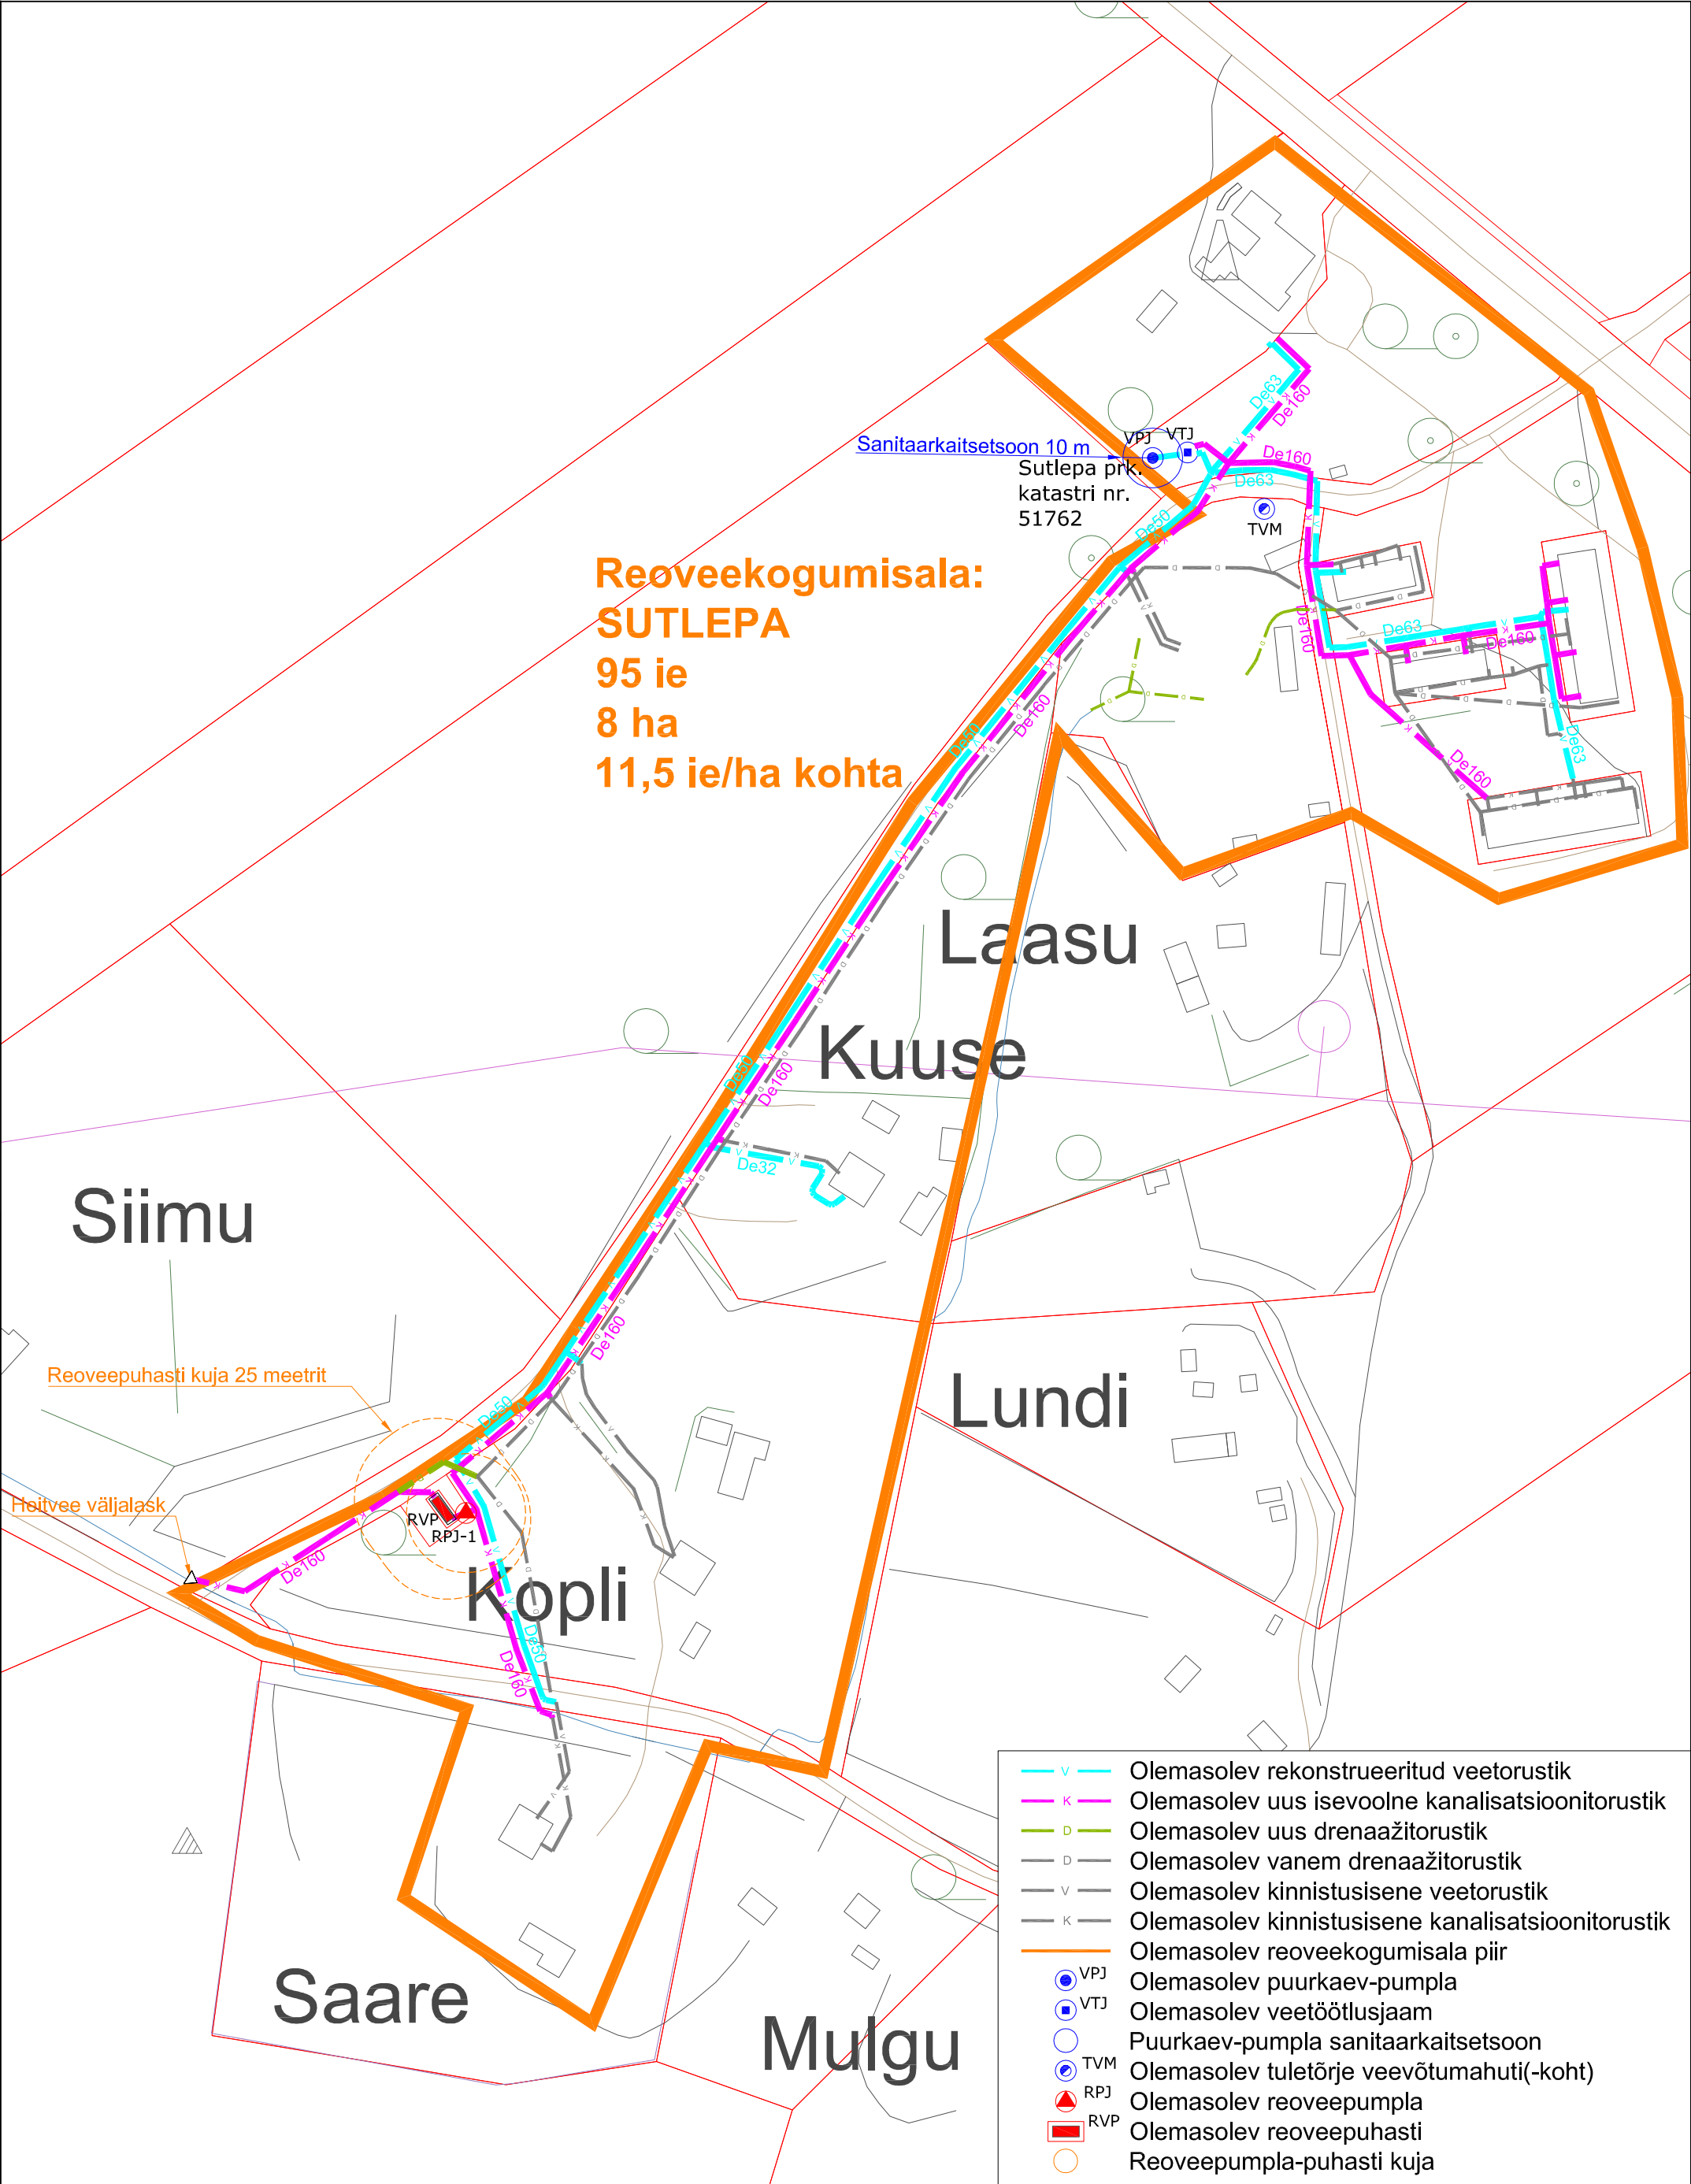 De63
De160
VPJ
VTJ
Sanitaarkaitsetsoon 10 m
De160
Sutlepa prk.
katastri nr.
51762
De63
TVM
De50
Reoveekogumisala:
SUTLEPA
95 ie
8 ha
11,5 ie/ha kohta
De160
De63
De160
De160
De50
De63
De160
Laasu
Kuuse
De50
De160
De32
Siimu
De160
Reoveepuhasti kuja 25 meetrit
Lundi
De50
Heitvee väljalask
RVP
RPJ-1
De160
Kopli
De50
De160
Saare
Mulgu
V Olemasolev rekonstrueeritud veetorustik
K Olemasolev uus isevoolne kanalisatsioonitorustik
D Olemasolev uus drenaažitorustik
D Olemasolev vanem drenaažitorustik
V Olemasolev kinnistusisene veetorustik
K Olemasolev kinnistusisene kanalisatsioonitorustik
Olemasolev reoveekogumisala piir
VPJ Olemasolev puurkaev-pumpla
VTJ Olemasolev veetöötlusjaam
Puurkaev-pumpla sanitaarkaitsetsoon
TVM Olemasolev tuletõrje veevõtumahuti(-koht)
RPJ Olemasolev reoveepumpla
RVP Olemasolev reoveepuhasti
Reoveepumpla-puhasti kuja